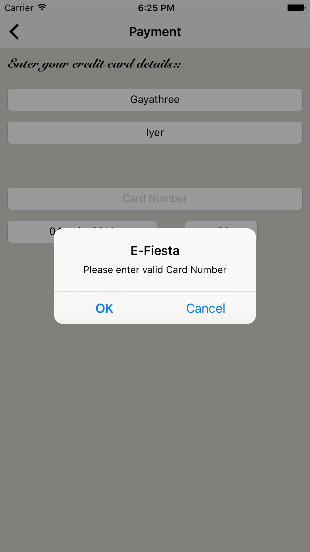 Carrier 6:25 PM
Payment
Enter your credit card details::
Gayathree
Iyer
Card Number
E-Fiesta
Please enter valid Card Number
OK Cancel